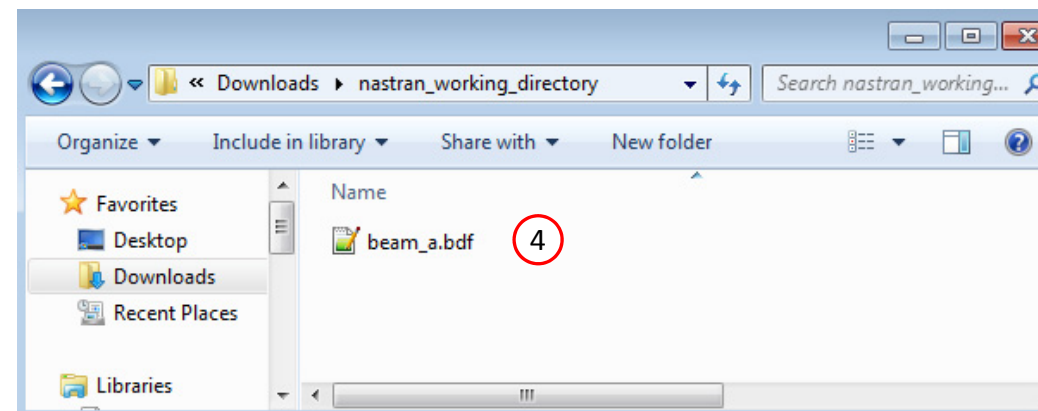 « Downloads ▸ nastran_working_directory
Search nastran_working...
Organize Include in library Share with New folder
Favorites
Desktop
Downloads
Recent Places
Libraries
Name
beam_a.bdf 4